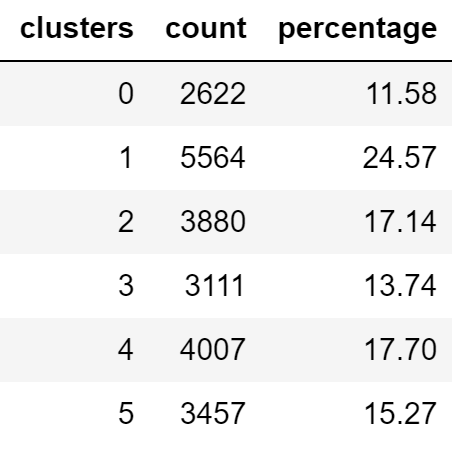 clusters count percentage
0 2622 11.58
1 5564 24.57
2 3880 17.14
3 3111 13.74
4 4007 17.70
5 3457 15.27